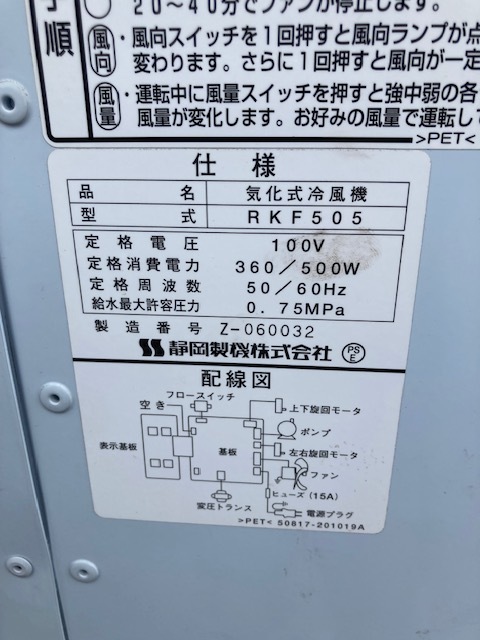 20～40分でファンが停止します。
順
風向
・風向スイッチを１回押すと風向ランプが点
変わります。さらに１回押すと風向が一定
風量
・運転中に風量スイッチを押すと強中弱の各
風量が変化します。お好みの風量で運転して
>PET<
仕様
品名 気化式冷風機
型式 RKF505
定格電圧 100V
定格消費電力 360／500W
定格周波数 50／60Hz
給水最大許容圧力 0.75MPa
製造番号 Z-060032
静岡製機株式会社 PSE
配線図
フロースイッチ
空き
上下旋回モータ
ポンプ
表示基板
基板
左右旋回モータ
ファン
ヒューズ（15A）
変圧トランス
電源プラグ
>PET< 50817-201019A